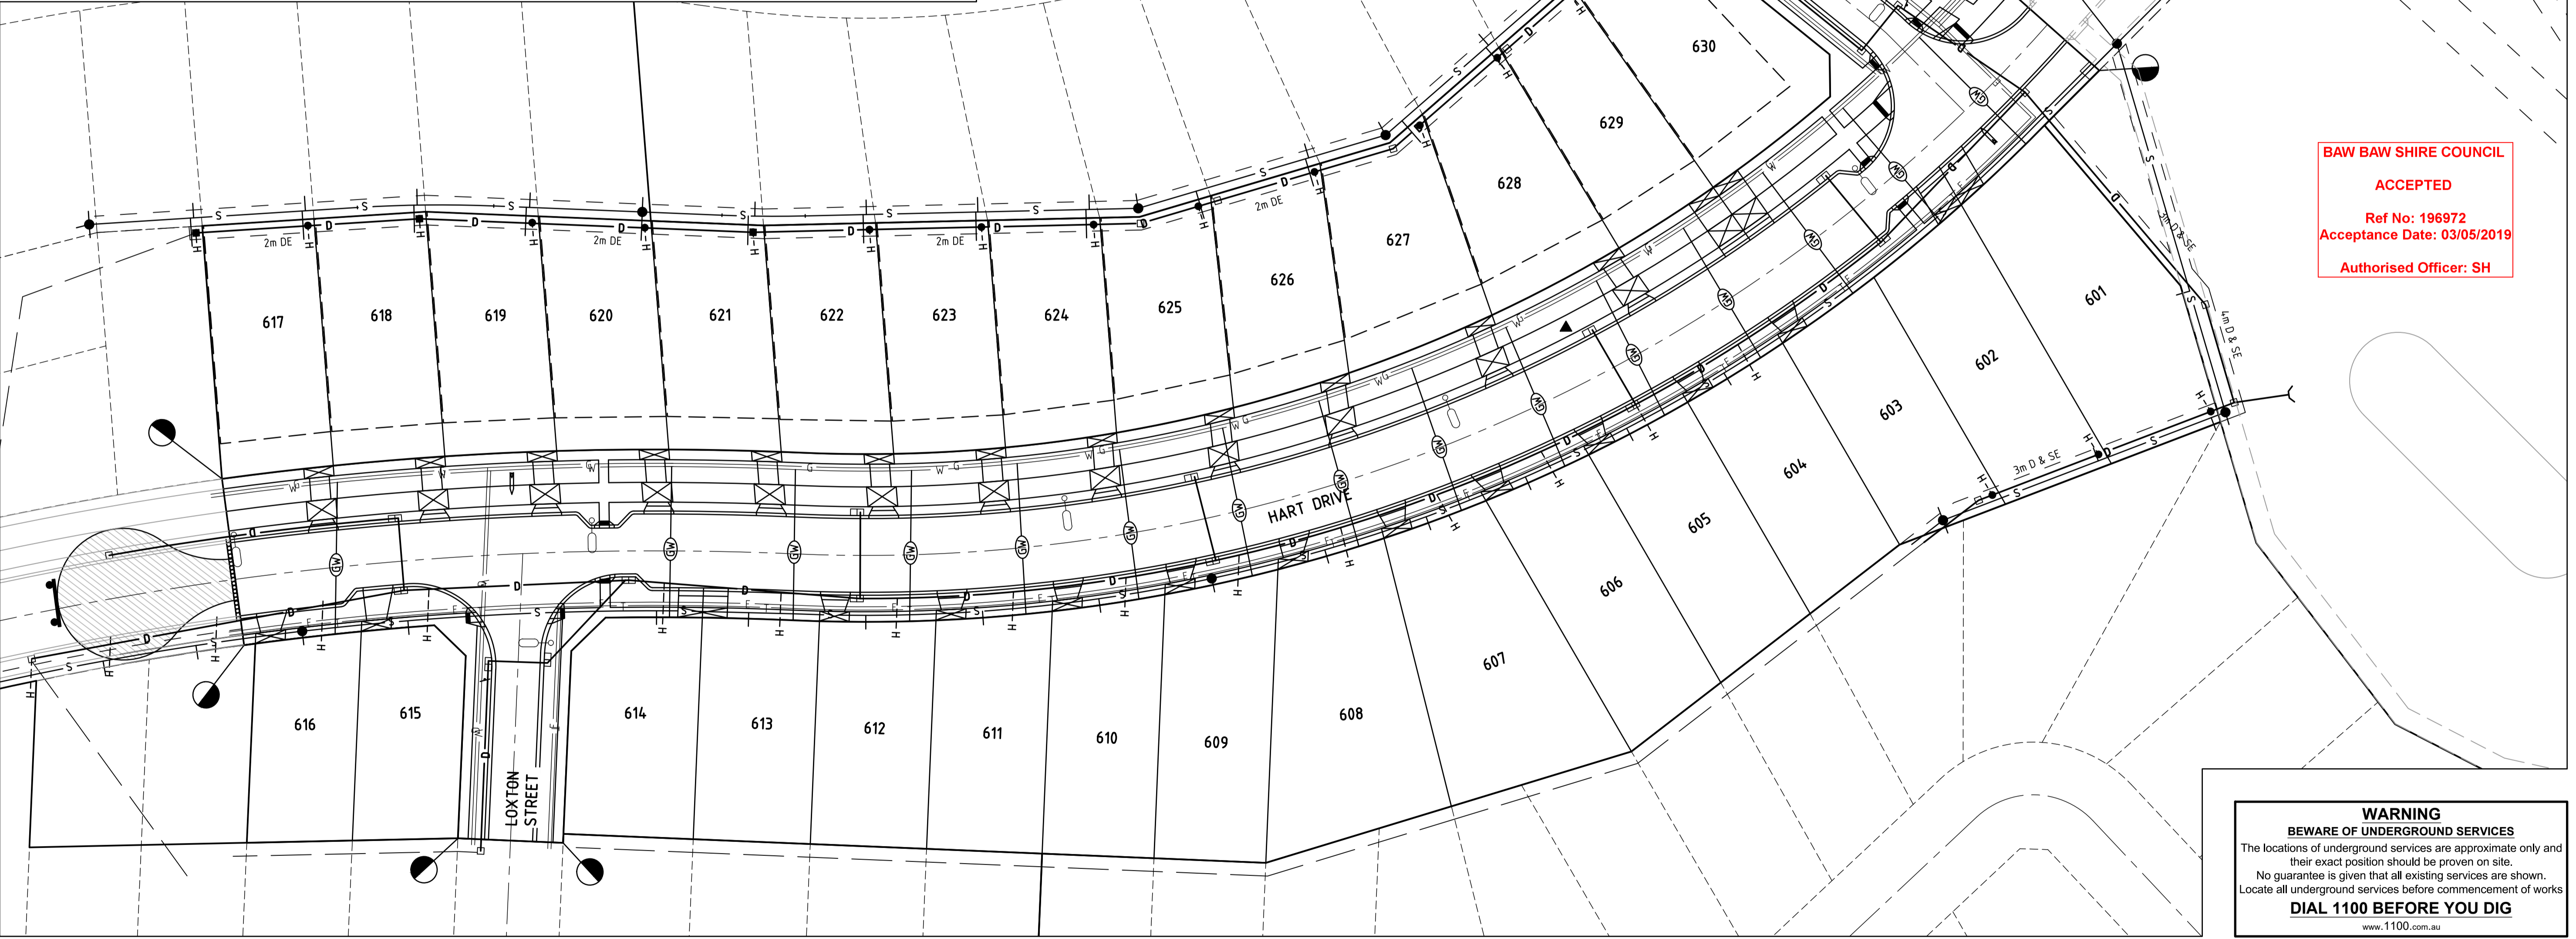 630
629
628
627
626
625
624
623
622
621
620
619
618
617
2m DE
2m DE
2m DE
2m DE
3m D & SE
4m D & SE
3m D & SE
601
602
603
604
605
606
607
608
609
610
611
612
613
614
615
616
HART DRIVE
LOXTON
STREET
BAW BAW SHIRE COUNCIL
ACCEPTED
Ref No: 196972
Acceptance Date: 03/05/2019
Authorised Officer: SH
WARNING
BEWARE OF UNDERGROUND SERVICES
The locations of underground services are approximate only and
their exact position should be proven on site.
No guarantee is given that all existing services are shown.
Locate all underground services before commencement of works
DIAL 1100 BEFORE YOU DIG
www.1100.com.au